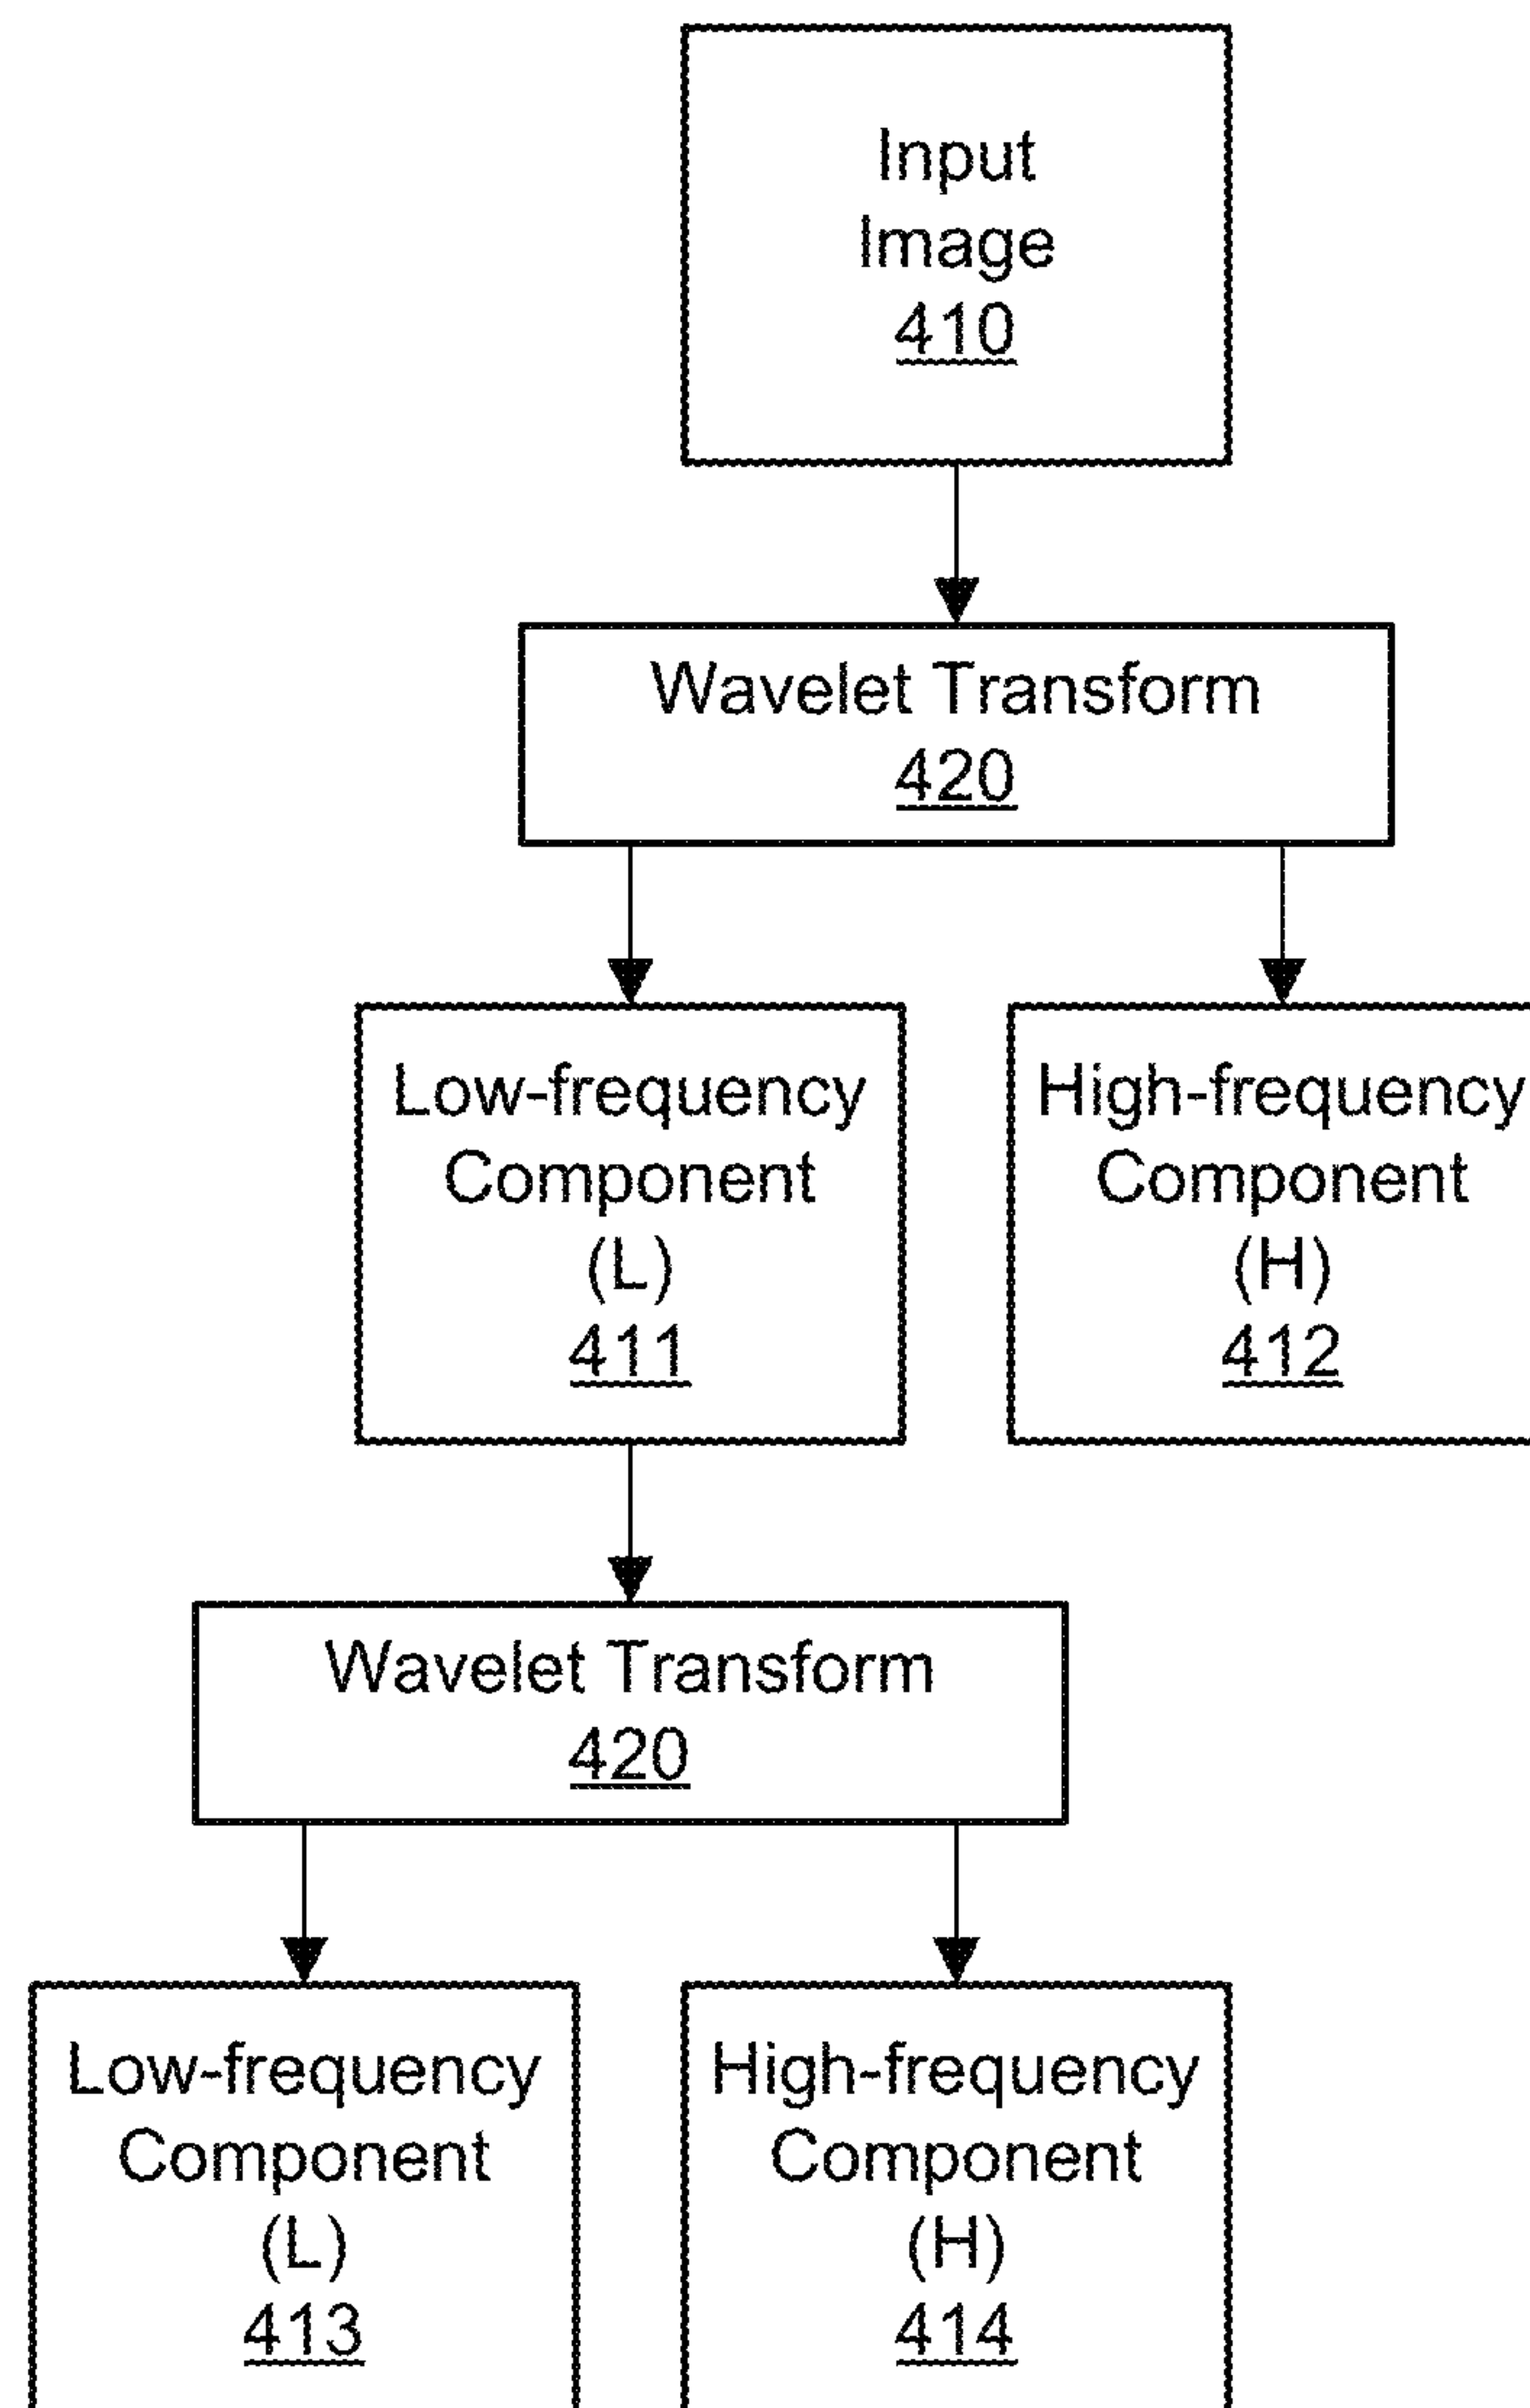 Input
Image
410
Wavelet Transform
420
Low-frequency
Component
(L)
411
High-frequency
Component
(H)
412
Wavelet Transform
420
Low-frequency
Component
(L)
413
High-frequency
Component
(H)
414